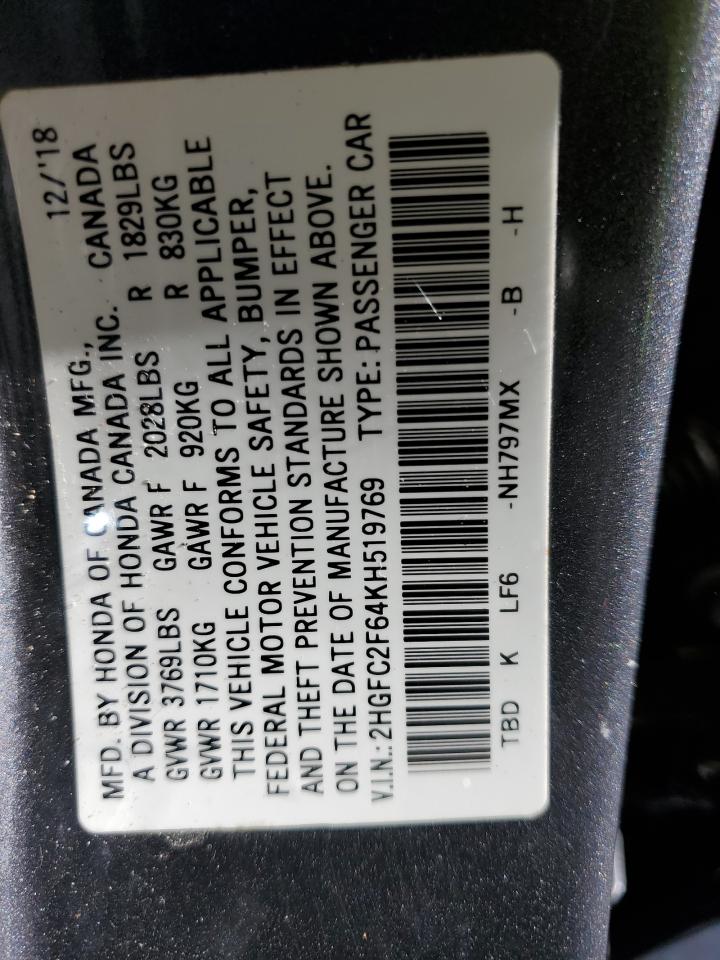 MFD. BY HONDA OF CANADA MFG., 12/'18
A DIVISION OF HONDA CANADA INC. CANADA
GVWR 3769LBS GAWR F 2028LBS R 1829LBS
GVWR 1710KG GAWR F 920KG R 830KG
THIS VEHICLE CONFORMS TO ALL APPLICABLE
FEDERAL MOTOR VEHICLE SAFETY, BUMPER,
AND THEFT PREVENTION STANDARDS IN EFFECT
ON THE DATE OF MANUFACTURE SHOWN ABOVE.
V.I.N.: 2HGFC2F64KH519769 TYPE: PASSENGER CAR
TBD K LF6 -NH797MX -B -H